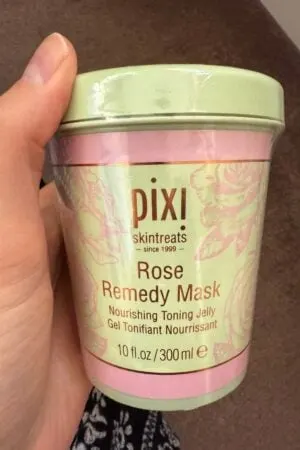 pixi
skintreats
– since 1999 –
Rose
Remedy Mask
Nourishing Toning Jelly
Gel Tonifiant Nourrissant
10 fl.oz/300 ml ℮